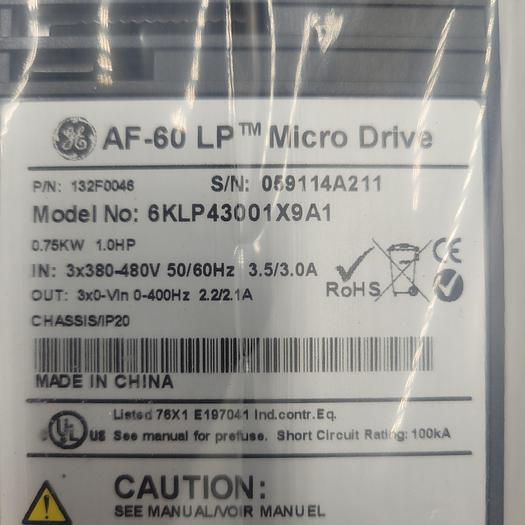 GE AF-60 LP™ Micro Drive
P/N: 132F0046 S/N: 059114A211
Model No: 6KLP43001X9A1
0.75KW 1.0HP
IN: 3x380-480V 50/60Hz 3.5/3.0A
OUT: 3x0-Vin 0-400Hz 2.2/2.1A
RoHS
CE
CHASSIS/IP20
MADE IN CHINA
Listed 76X1 E197041 Ind.contr.Eq.
c UL US See manual for prefuse. Short Circuit Rating: 100kA
CAUTION:
SEE MANUAL/VOIR MANUEL